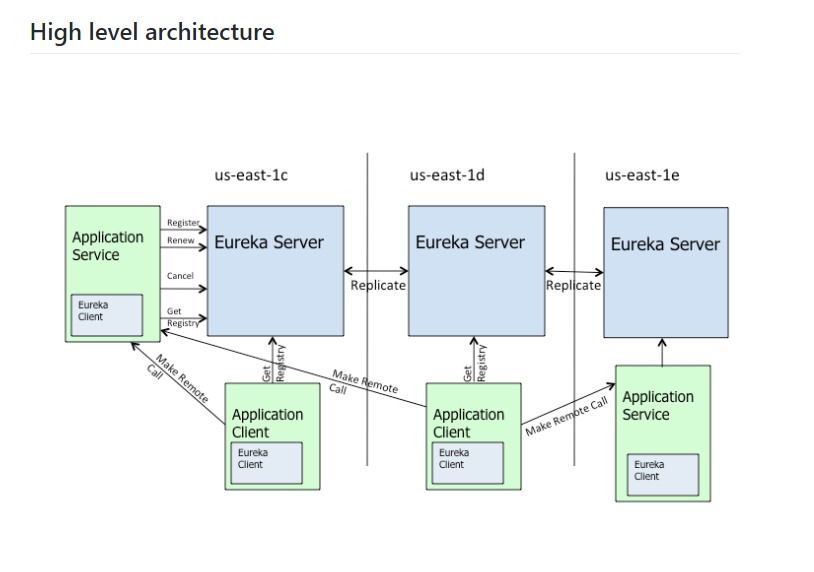 High level architecture
us-east-1c
us-east-1d
us-east-1e
Application
Service
Eureka
Client
Register
Renew
Cancel
Get
Registry
Eureka Server
Replicate
Eureka Server
Replicate
Eureka Server
Make Remote
Call
Get
Registry
Make Remote
Call
Get
Registry
Make Remote Call
Application
Client
Eureka
Client
Application
Client
Eureka
Client
Application
Service
Eureka
Client